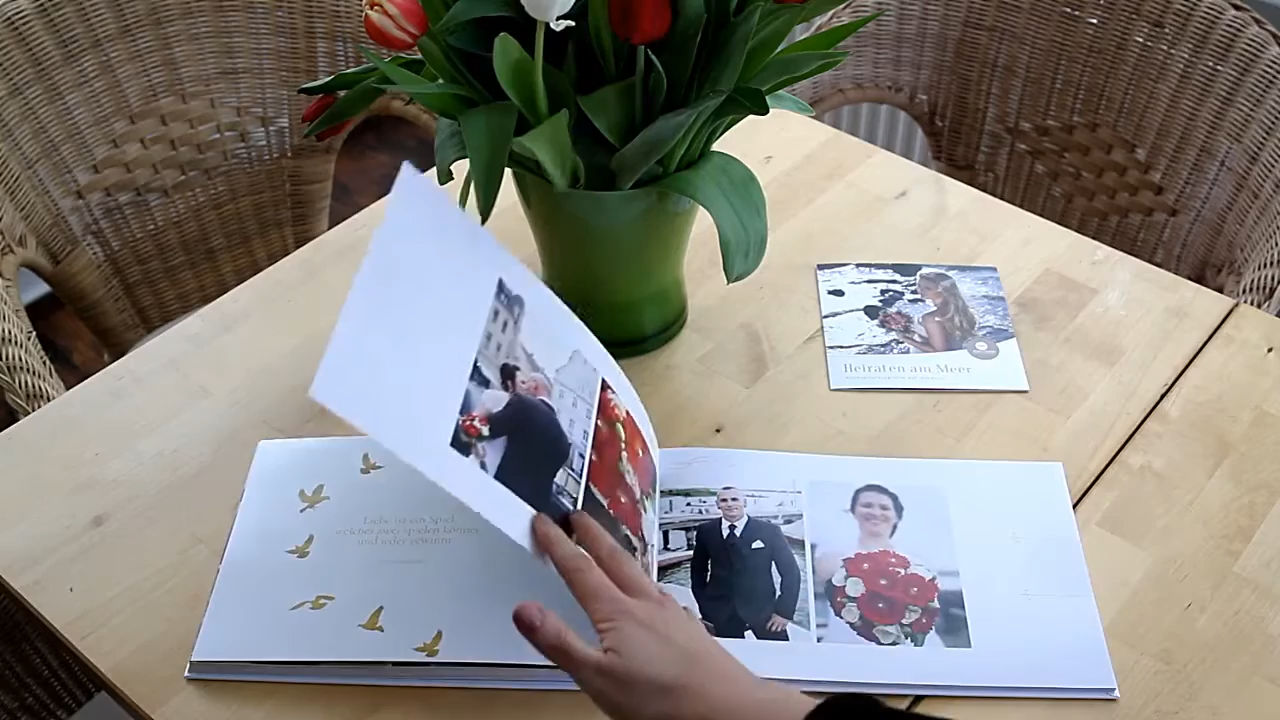 Heiraten am Meer
Liebe ist ein Spiel,
welches zwei spielen können
und jeder gewinnt.